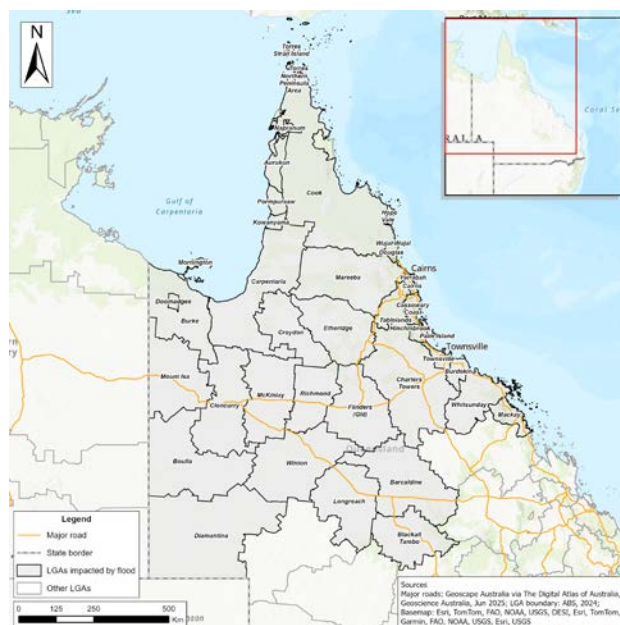 N
Torres
Strait Island
Torres
Northern
Peninsula
Area
Napranum
Aurukun
Cook
Pormpuraaw
Kowanyama
Hope
Vale
Wujal Wujal
Douglas
Gulf of
Carpentaria
Coral Se
Mornington
Carpentaria
Mareeba
Cairns
Yarrabah
Cairns
Cassowary
Coast
Tablelands
Hinchinbrook
Palm Island
Doomadgee
Burke
Croydon
Etheridge
Townsville
Townsville
Burdekin
Mount Isa
Cloncurry
McKinlay
Richmond
Flinders
(Qld)
Charters
Towers
Whitsunday
Mackay
Boulia
Winton
Queensland
Barcaldine
Longreach
Diamantina
Blackall
Tambo
Legend
Major road
State border
LGAs impacted by flood
Other LGAs
0 125 250 500
Km
Sources
Major roads: Geoscape Australia via The Digital Atlas of Australia,
Geoscience Australia, Jun 2025; LGA boundary: ABS, 2024;
Basemap: Esri, TomTom, FAO, NOAA, USGS, DESI, Esri, TomTom,
Garmin, FAO, NOAA, USGS, Esri, USGS